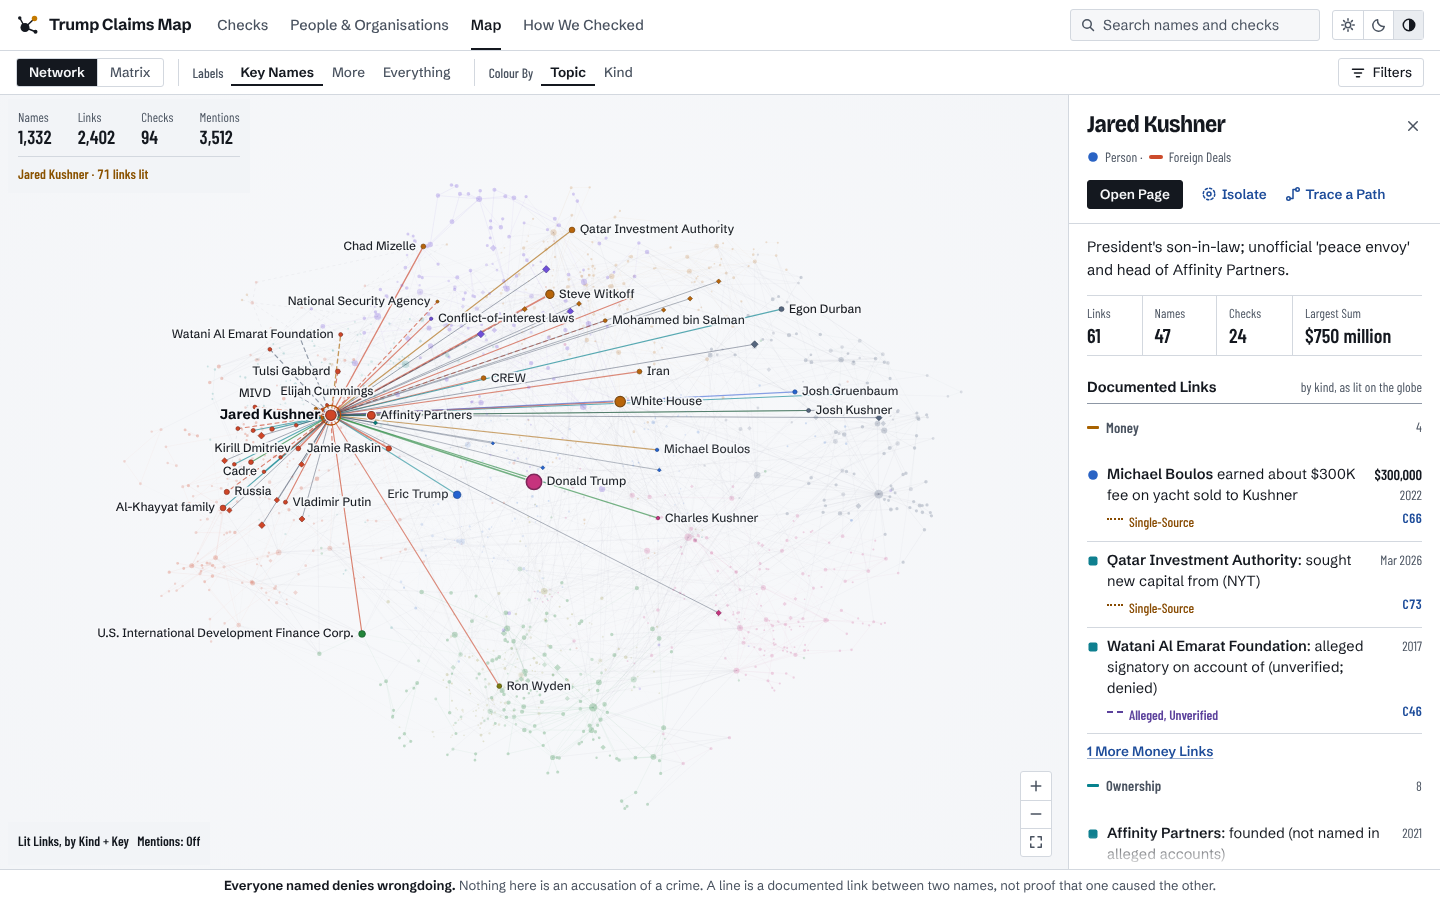 Trump Claims Map
Checks
People & Organisations
Map
How We Checked
Search names and checks
Network
Matrix
Labels
Key Names
More
Everything
Colour By
Topic
Kind
Filters
Names
Links
Checks
Mentions
1,332
2,402
94
3,512
Jared Kushner · 71 links lit
Qatar Investment Authority
Chad Mizelle
Steve Witkoff
National Security Agency
Egon Durban
Conflict-of-interest laws
Mohammed bin Salman
Watani Al Emarat Foundation
Tulsi Gabbard
Iran
CREW
MIVD
Elijah Cummings
Josh Gruenbaum
White House
Josh Kushner
Jared Kushner
Affinity Partners
Kirill Dmitriev
Jamie Raskin
Michael Boulos
Cadre
Donald Trump
Russia
Eric Trump
Vladimir Putin
Al-Khayyat family
Charles Kushner
U.S. International Development Finance Corp.
Ron Wyden
Lit Links, by Kind + Key
Mentions: Off
Jared Kushner
Person ·
Foreign Deals
Open Page
Isolate
Trace a Path
President's son-in-law; unofficial 'peace envoy'
and head of Affinity Partners.
Links
Names
Checks
Largest Sum
61
47
24
$750 million
Documented Links
by kind, as lit on the globe
Money
4
Michael Boulos earned about $300K
$300,000
fee on yacht sold to Kushner
2022
Single-Source
C66
Qatar Investment Authority: sought
Mar 2026
new capital from (NYT)
Single-Source
C73
Watani Al Emarat Foundation: alleged
2017
signatory on account of (unverified;
denied)
Alleged, Unverified
C46
1 More Money Links
Ownership
8
Affinity Partners: founded (not named in
2021
alleged accounts)
Everyone named denies wrongdoing. Nothing here is an accusation of a crime. A line is a documented link between two names, not proof that one caused the other.